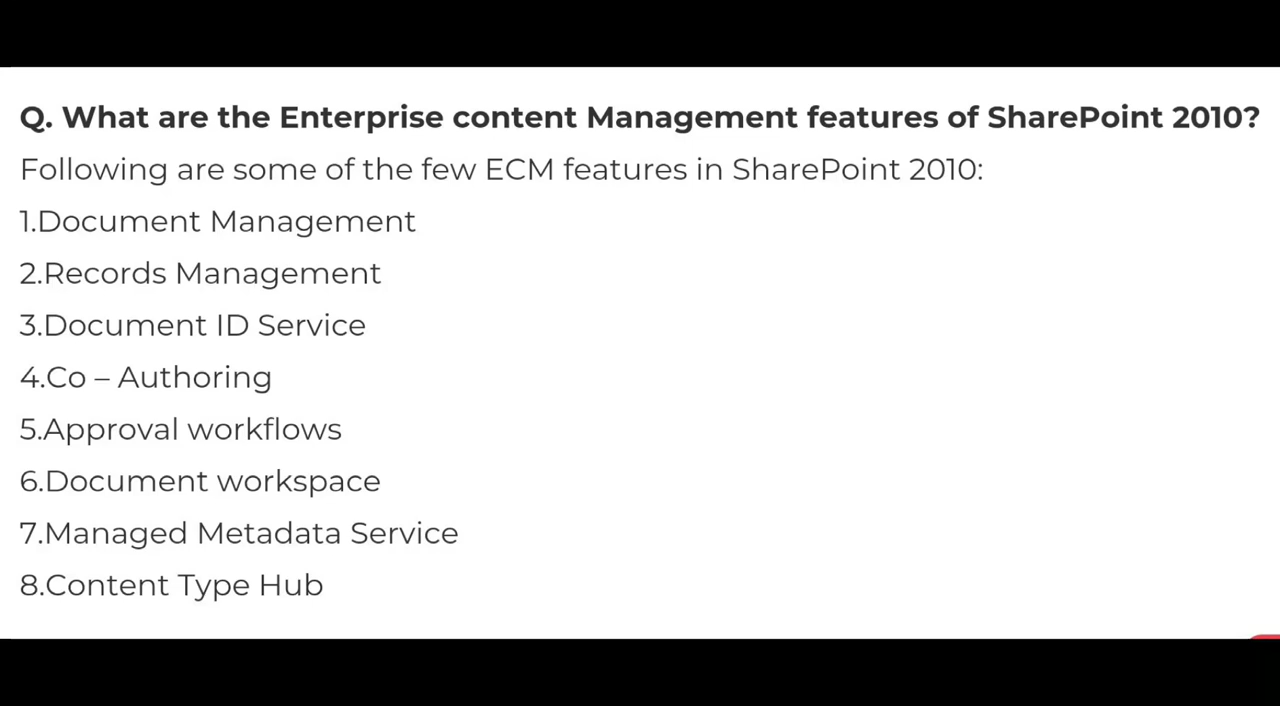 Q. What are the Enterprise content Management features of SharePoint 2010?
Following are some of the few ECM features in SharePoint 2010:
1.Document Management
2.Records Management
3.Document ID Service
4.Co – Authoring
5.Approval workflows
6.Document workspace
7.Managed Metadata Service
8.Content Type Hub